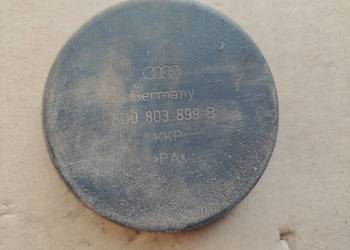 Germany
8D0 803 899 B
KKP
>PA<